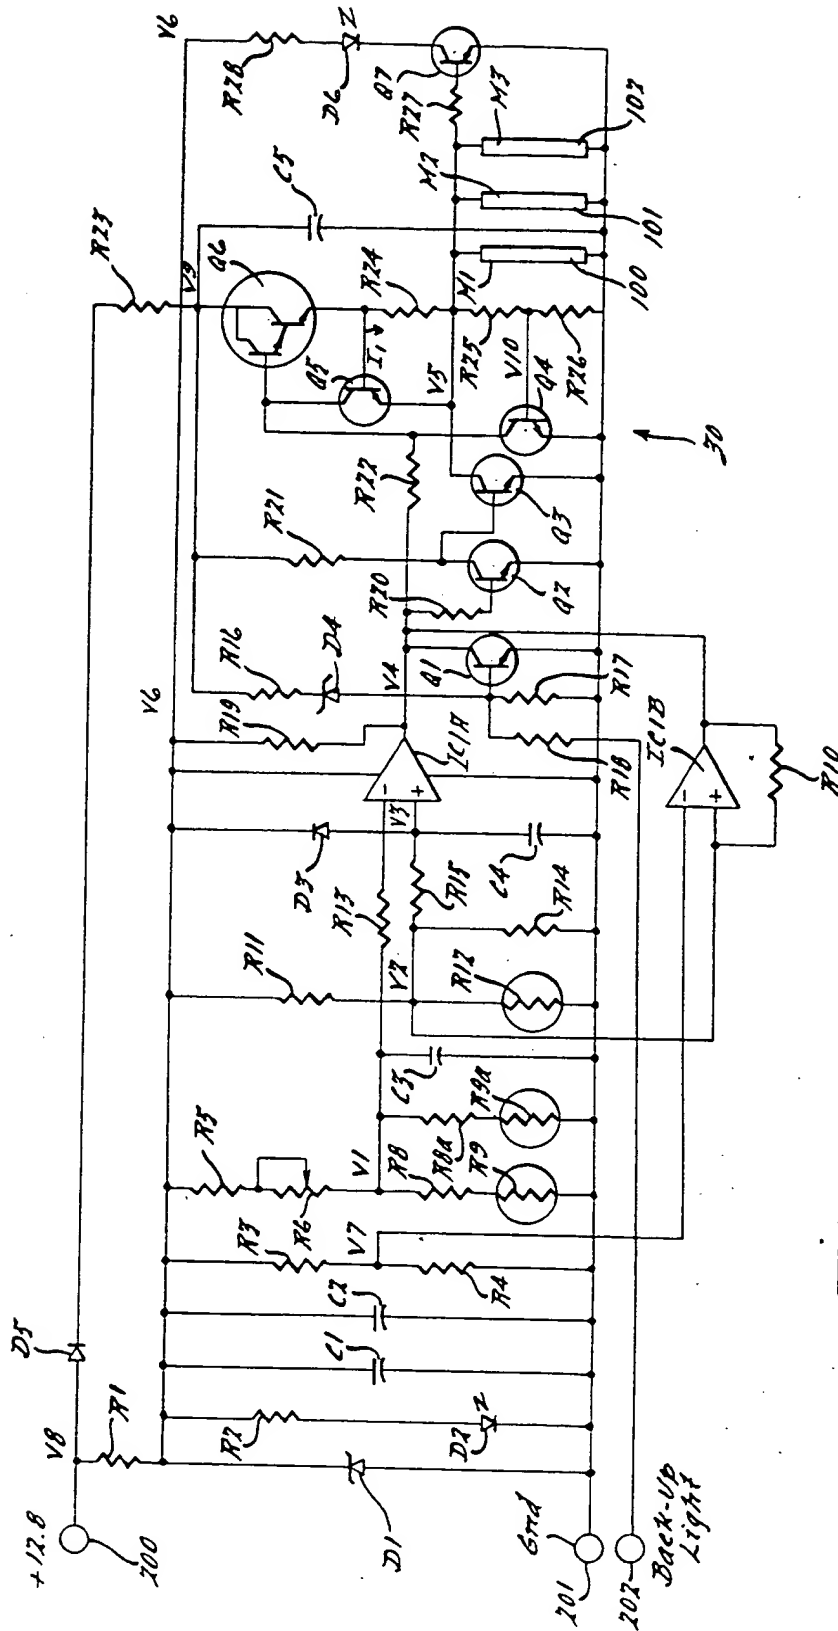 +12.8
200
V8
R1
D5
R23
V6
V6
R28
D6
Z
Q7
R27
V9
Q6
C5
D1
R2
D2
Z
C1
C2
R3
V7
R4
R5
R6
V1
R8
R8a
R9
R9a
C3
R11
V2
R12
R13
R15
R14
D3
V3
C4
-
+
IC1A
R19
R16
D4
V4
Q1
R17
R18
R20
R21
Q2
Q3
R22
Q5
I1
V5
R24
R25
V10
Q4
R26
M1
M2
M3
100
101
102
30
IC1B
-
+
R10
Gnd
201
202
Back-Up
Light